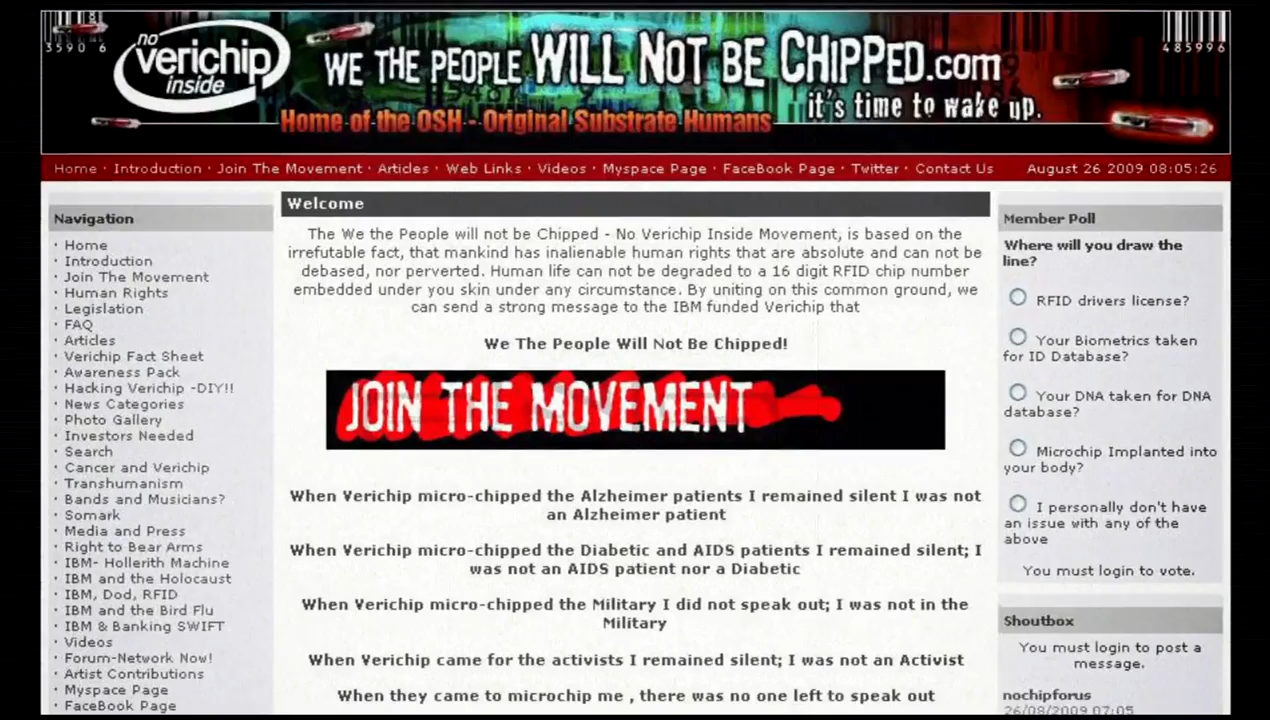 3590 6
no
verichip
inside
WE THE PEOPLE WILL NOT BE CHIPPED.com
it's time to wake up.
Home of the OSH - Original Substrate Humans
485996
Home · Introduction · Join The Movement · Articles · Web Links · Videos · Myspace Page · FaceBook Page · Twitter · Contact Us
August 26 2009 08:05:26
Navigation
· Home
· Introduction
· Join The Movement
· Human Rights
· Legislation
· FAQ
· Articles
· Verichip Fact Sheet
· Awareness Pack
· Hacking Verichip -DIY!!
· News Categories
· Photo Gallery
· Investors Needed
· Search
· Cancer and Verichip
· Transhumanism
· Bands and Musicians?
· Somark
· Media and Press
· Right to Bear Arms
· IBM- Hollerith Machine
· IBM and the Holocaust
· IBM, Dod, RFID
· IBM and the Bird Flu
· IBM & Banking SWIFT
· Videos
· Forum-Network Now!
· Artist Contributions
· Myspace Page
· FaceBook Page
Welcome
The We the People will not be Chipped - No Verichip Inside Movement, is based on the
irrefutable fact, that mankind has inalienable human rights that are absolute and can not be
debased, nor perverted. Human life can not be degraded to a 16 digit RFID chip number
embedded under you skin under any circumstance. By uniting on this common ground, we
can send a strong message to the IBM funded Verichip that
We The People Will Not Be Chipped!
JOIN THE MOVEMENT
When Verichip micro-chipped the Alzheimer patients I remained silent I was not
an Alzheimer patient
When Verichip micro-chipped the Diabetic and AIDS patients I remained silent; I
was not an AIDS patient nor a Diabetic
When Verichip micro-chipped the Military I did not speak out; I was not in the
Military
When Verichip came for the activists I remained silent; I was not an Activist
When they came to microchip me , there was no one left to speak out
Member Poll
Where will you draw the
line?
RFID drivers license?
Your Biometrics taken
for ID Database?
Your DNA taken for DNA
database?
Microchip Implanted into
your body?
I personally don't have
an issue with any of the
above
You must login to vote.
Shoutbox
You must login to post a
message.
nochipforus
26/08/2009 07:05